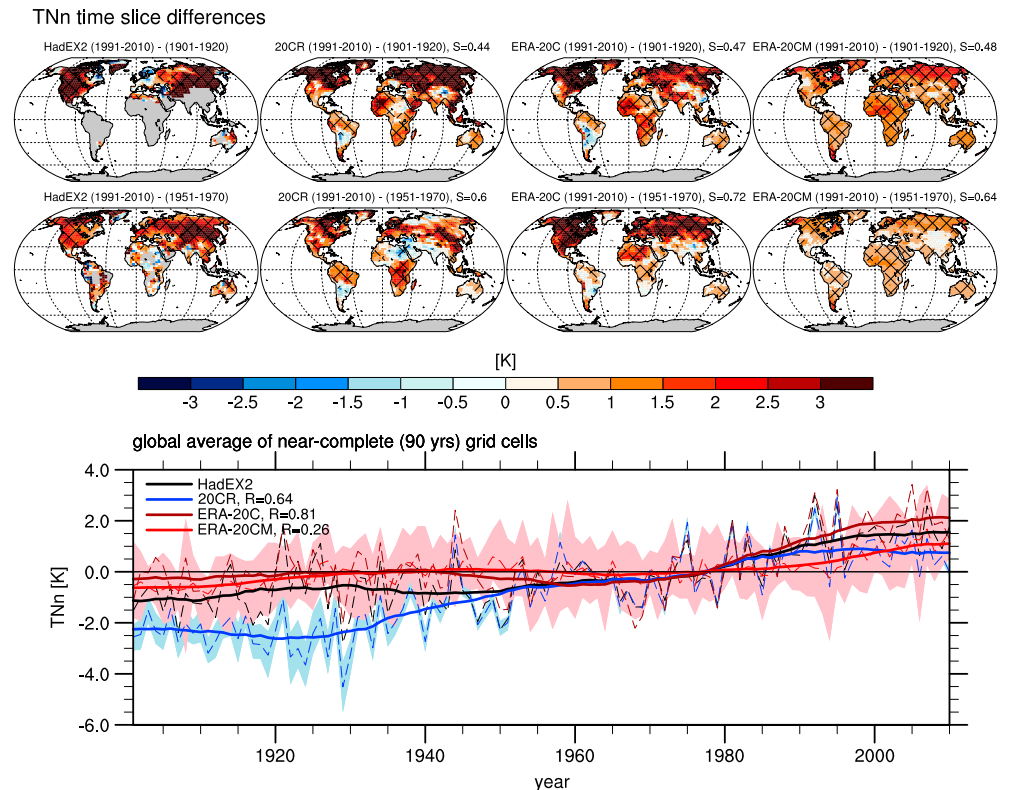 TNn time slice differences
HadEX2 (1991-2010) - (1901-1920)
20CR (1991-2010) - (1901-1920), S=0.44
ERA-20C (1991-2010) - (1901-1920), S=0.47
ERA-20CM (1991-2010) - (1901-1920), S=0.48
HadEX2 (1991-2010) - (1951-1970)
20CR (1991-2010) - (1951-1970), S=0.6
ERA-20C (1991-2010) - (1951-1970), S=0.72
ERA-20CM (1991-2010) - (1951-1970), S=0.64
[K]
-3 -2.5 -2 -1.5 -1 -0.5 0 0.5 1 1.5 2 2.5 3
global average of near-complete (90 yrs) grid cells
HadEX2
20CR, R=0.64
ERA-20C, R=0.81
ERA-20CM, R=0.26
TNn [K]
4.0
2.0
0.0
-2.0
-4.0
-6.0
1920 1940 1960 1980 2000
year